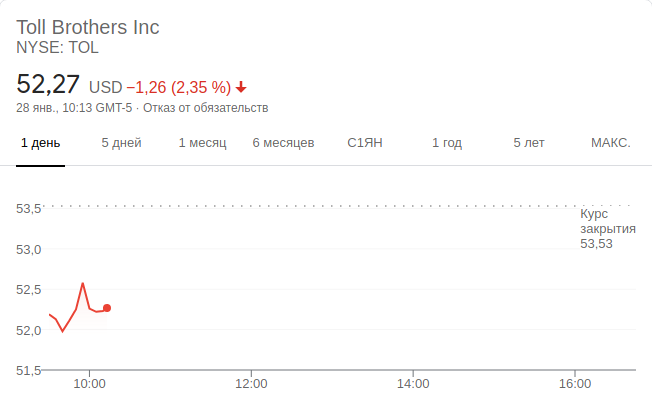 Toll Brothers Inc
NYSE: TOL
52,27 USD −1,26 (2,35 %)
28 янв., 10:13 GMT-5 · Отказ от обязательств
1 день 5 дней 1 месяц 6 месяцев С1ЯН 1 год 5 лет МАКС.
53,5
Курс
закрытия
53,53
53,0
52,5
52,0
51,5
10:00 12:00 14:00 16:00